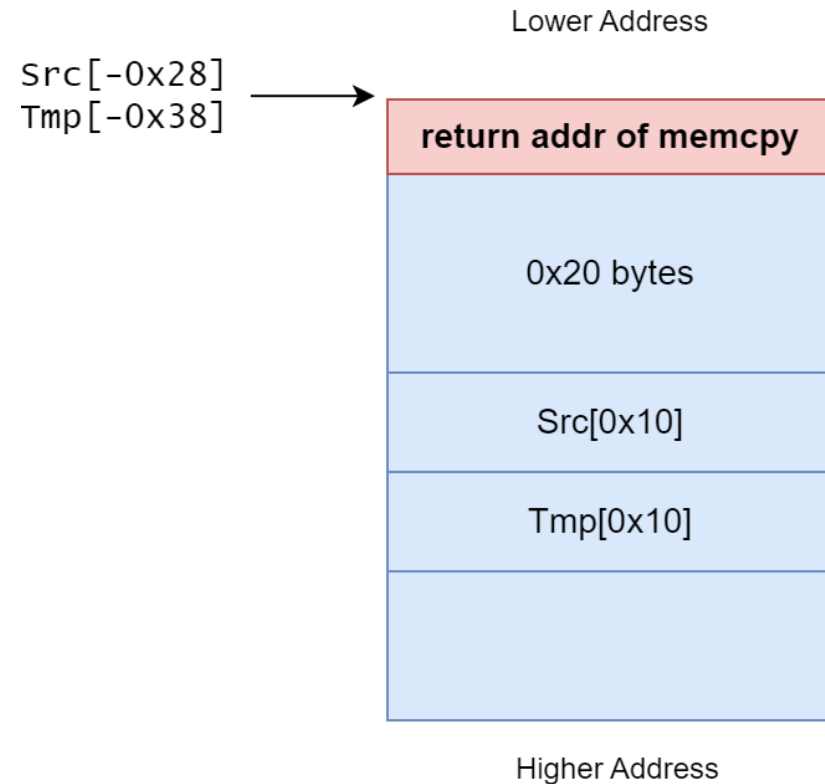 Lower Address
Src[-0x28]
Tmp[-0x38]
return addr of memcpy
0x20 bytes
Src[0x10]
Tmp[0x10]
Higher Address